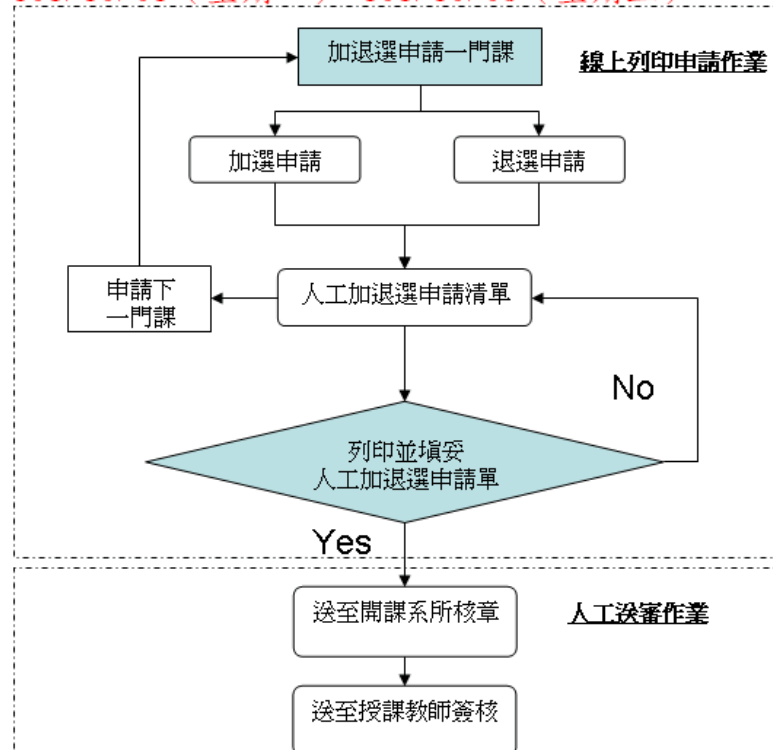 加退選申請一門課
線上列印申請作業
加選申請
退選申請
申請下
一門課
人工加退選申請清單
No
列印並填妥
人工加退選申請單
Yes
送至開課系所核章
人工送審作業
送至授課教師簽核